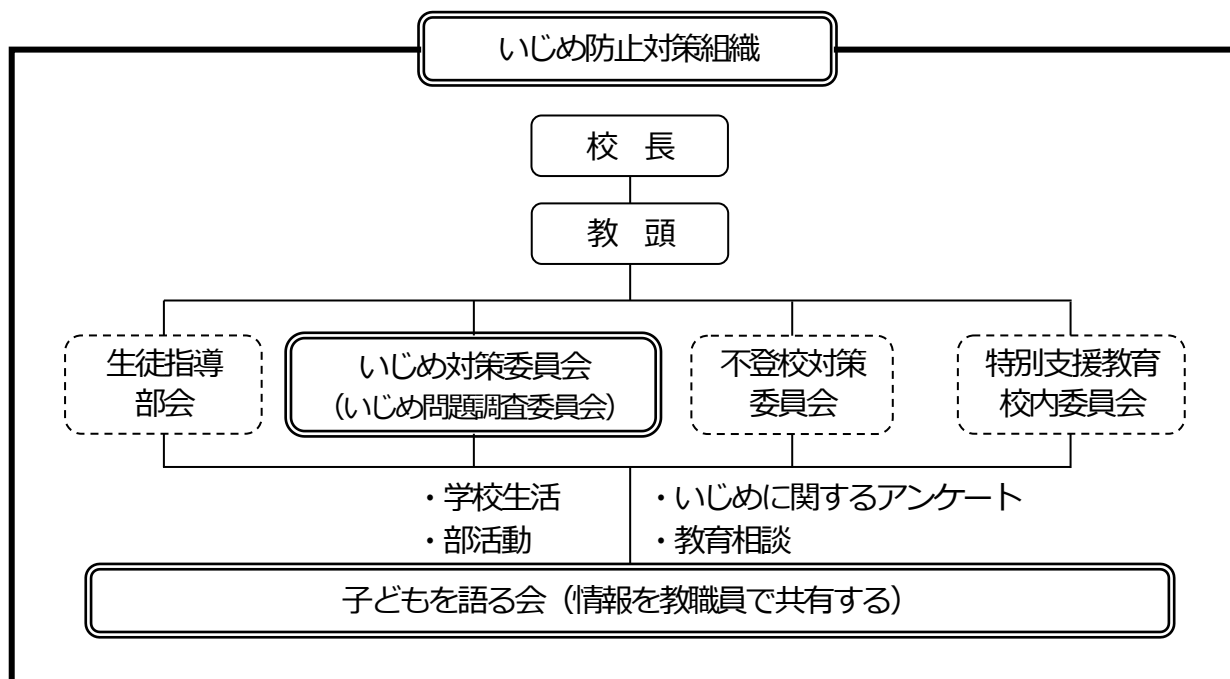 いじめ防止対策組織
校 長
教 頭
生徒指導
部会
いじめ対策委員会
(いじめ問題調査委員会)
不登校対策
委員会
特別支援教育
校内委員会
・学校生活
・部活動
・いじめに関するアンケート
・教育相談
子どもを語る会（情報を教職員で共有する）